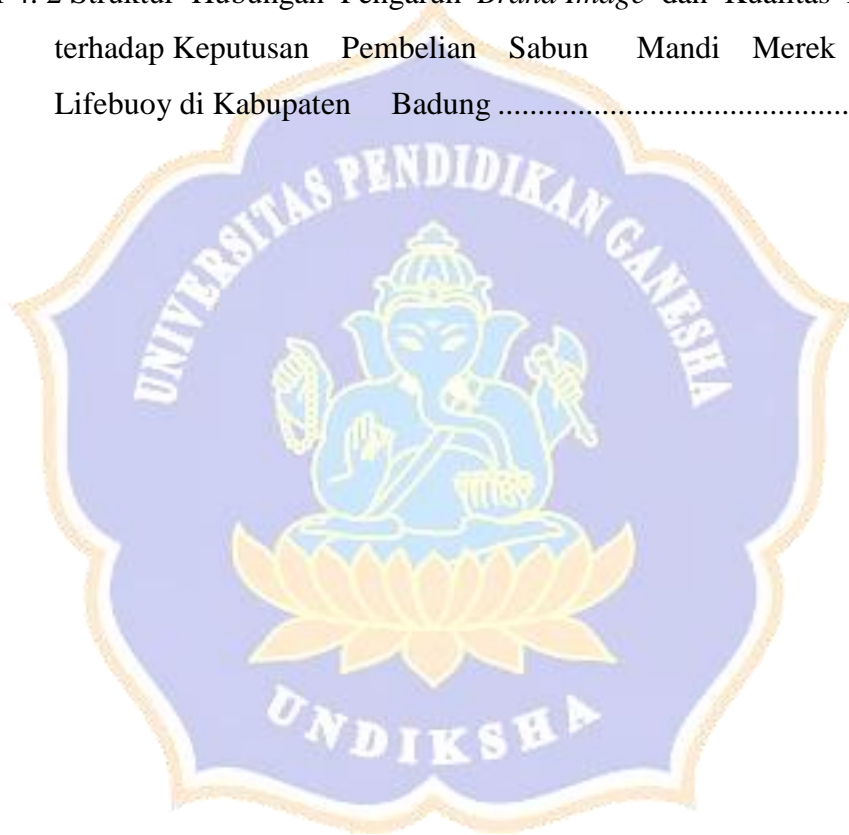 4. 2 Struktur Hubungan Pengaruh Brand Image dan Kualitas
terhadap Keputusan Pembelian Sabun Mandi Merek
Lifebuoy di Kabupaten Badung ............................................
UNIVERSITAS PENDIDIKAN GANESHA
UNDIKSHA